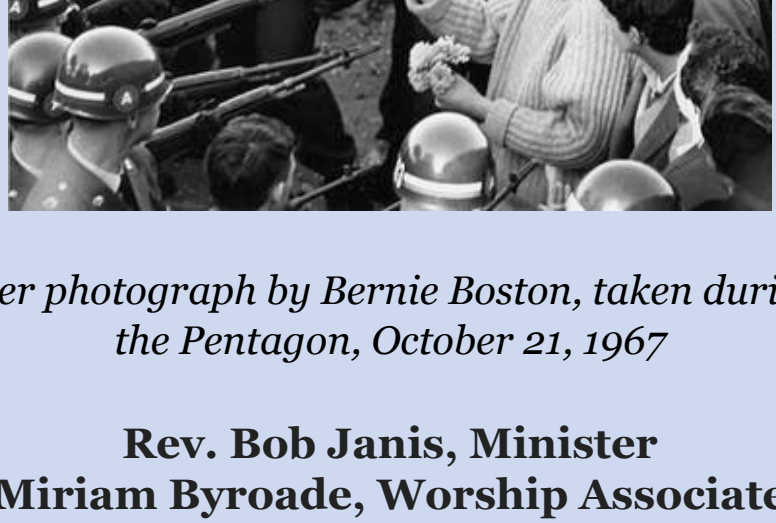 er photograph by Bernie Boston, taken duri
the Pentagon, October 21, 1967
Rev. Bob Janis, Minister
Miriam Byroade, Worship Associate